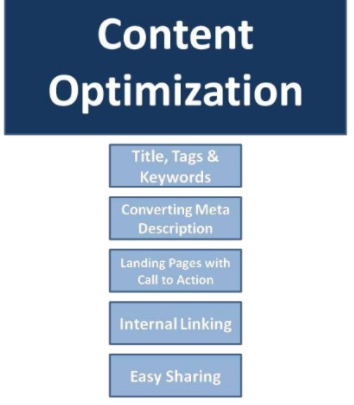 Content
Optimization
Title, Tags &
Keywords
Converting Meta
Description
Landing Pages with
Call to Action
Internal Linking
Easy Sharing